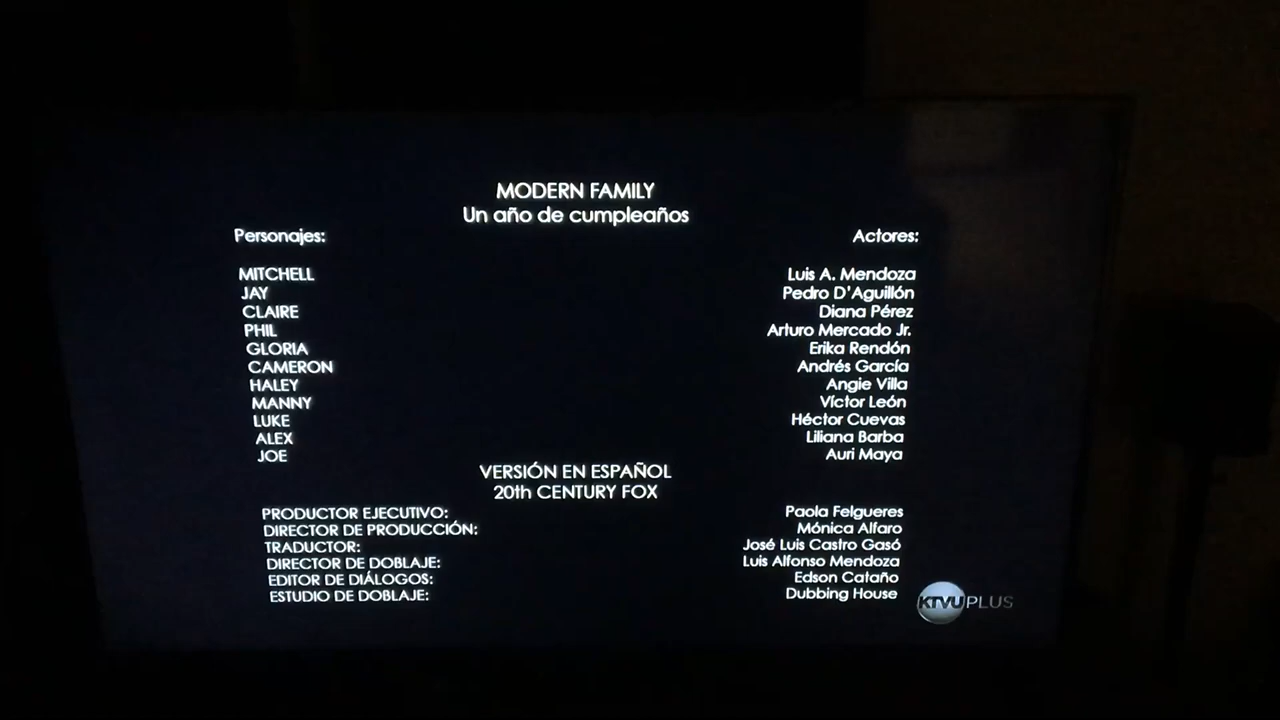 MODERN FAMILY
Un año de cumpleaños
Personajes: Actores:
MITCHELL Luis A. Mendoza
JAY Pedro D'Aguillón
CLAIRE Diana Pérez
PHIL Arturo Mercado Jr.
GLORIA Erika Rendón
CAMERON Andrés García
HALEY Angie Villa
MANNY Víctor León
LUKE Héctor Cuevas
ALEX Liliana Barba
JOE Auri Maya
VERSIÓN EN ESPAÑOL
20th CENTURY FOX
PRODUCTOR EJECUTIVO: Paola Felgueres
DIRECTOR DE PRODUCCIÓN: Mónica Alfaro
TRADUCTOR: José Luis Castro Gasó
DIRECTOR DE DOBLAJE: Luis Alfonso Mendoza
EDITOR DE DIÁLOGOS: Edson Cataño
ESTUDIO DE DOBLAJE: Dubbing House
KTVU PLUS